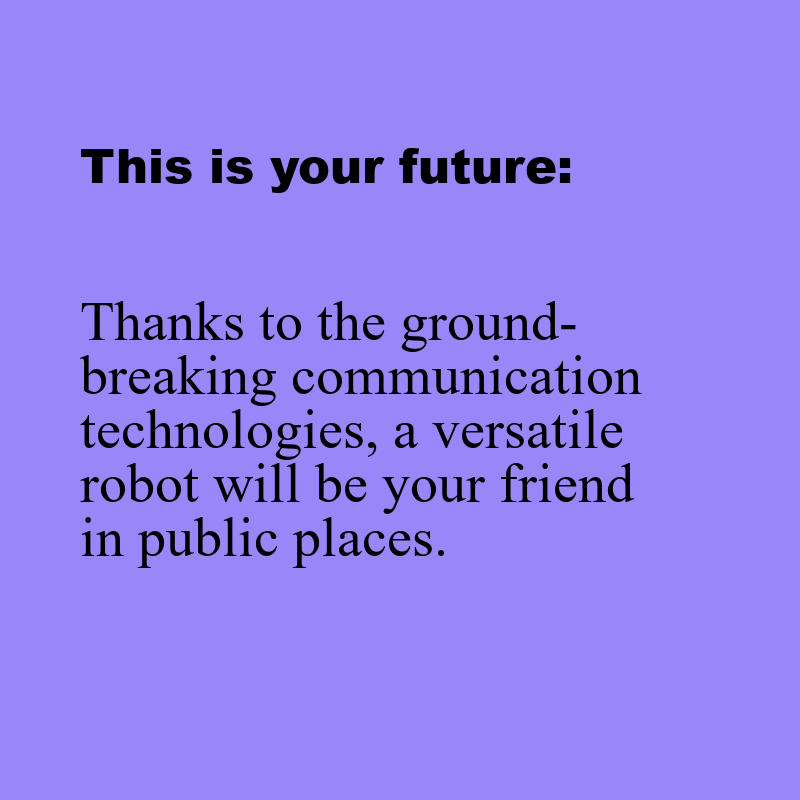 This is your future:
Thanks to the ground-
breaking communication
technologies, a versatile
robot will be your friend
in public places.